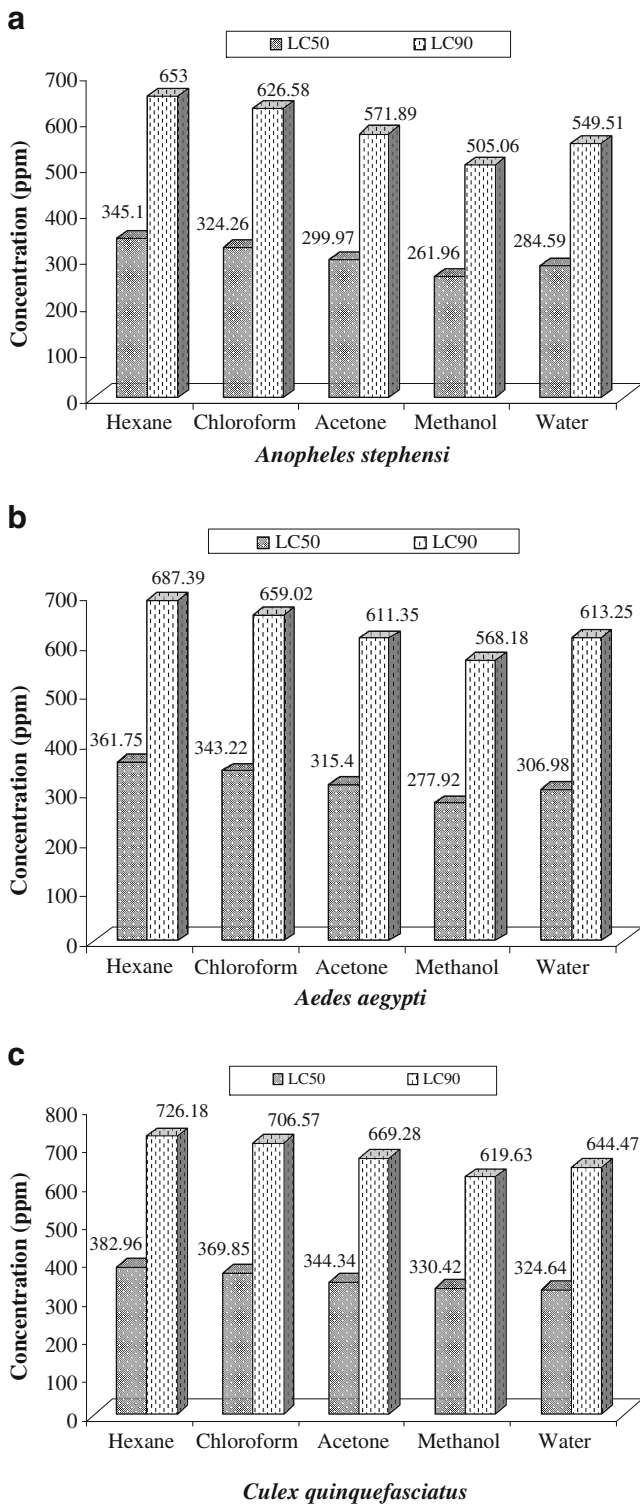 a
LC50 LC90
Concentration (ppm)
700
600
500
400
300
200
100
0
345.1 653 324.26 626.58 299.97 571.89 261.96 505.06 284.59 549.51
Hexane Chloroform Acetone Methanol Water
Anopheles stephensi
b
LC50 LC90
Concentration (ppm)
700
600
500
400
300
200
100
0
361.75 687.39 343.22 659.02 315.4 611.35 277.92 568.18 306.98 613.25
Hexane Chloroform Acetone Methanol Water
Aedes aegypti
c
LC50 LC90
Concentration (ppm)
800
700
600
500
400
300
200
100
0
382.96 726.18 369.85 706.57 344.34 669.28 330.42 619.63 324.64 644.47
Hexane Chloroform Acetone Methanol Water
Culex quinquefasciatus